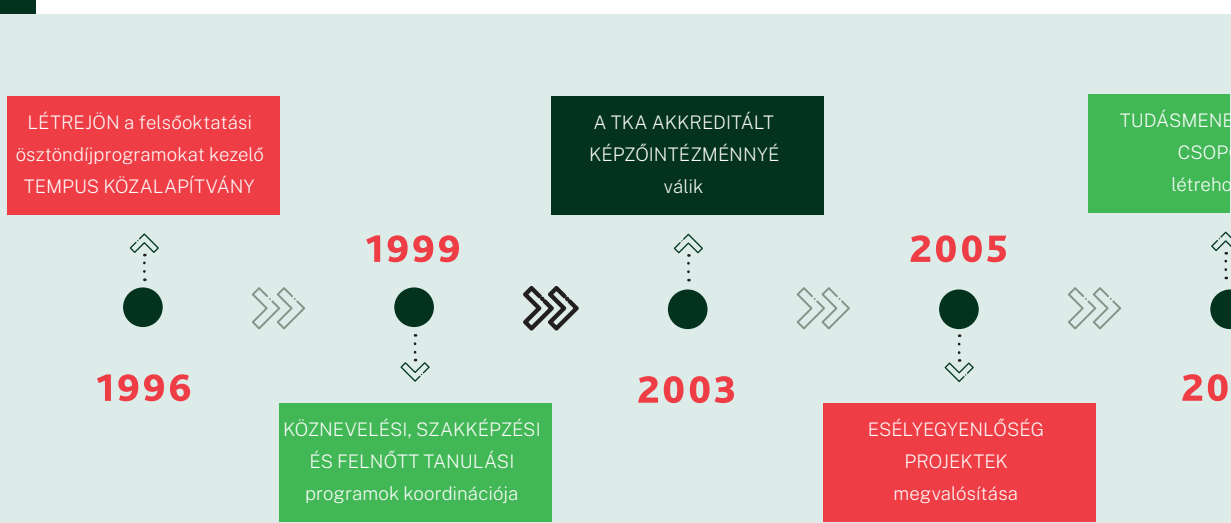 LÉTREJÖN a felsőoktatási
ösztöndíjprogramokat kezelő
TEMPUS KÖZALAPÍTVÁNY
1996
1999
KÖZNEVELÉSI, SZAKKÉPZÉSI
ÉS FELNŐTT TANULÁSI
programok koordinációja
A TKA AKKREDITÁLT
KÉPZŐINTÉZMÉNNYÉ
válik
2003
2005
ESÉLYEGYENLŐSÉG
PROJEKTEK
megvalósítása